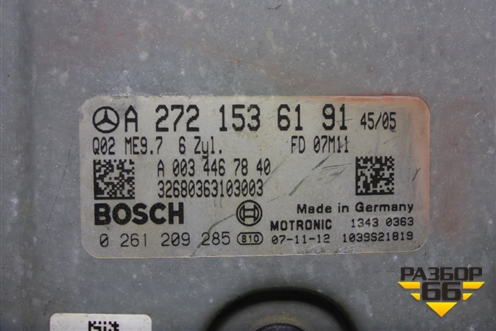 A 272 153 61 91 45/05
Q02 ME9.7 6 Zyl. FD 07M11
A 003 446 78 40
32680363103003
BOSCH
Made in Germany
MOTRONIC 1343 0363
0 261 209 285 810 07-11-12 1039S21819
РАЗБОР
66